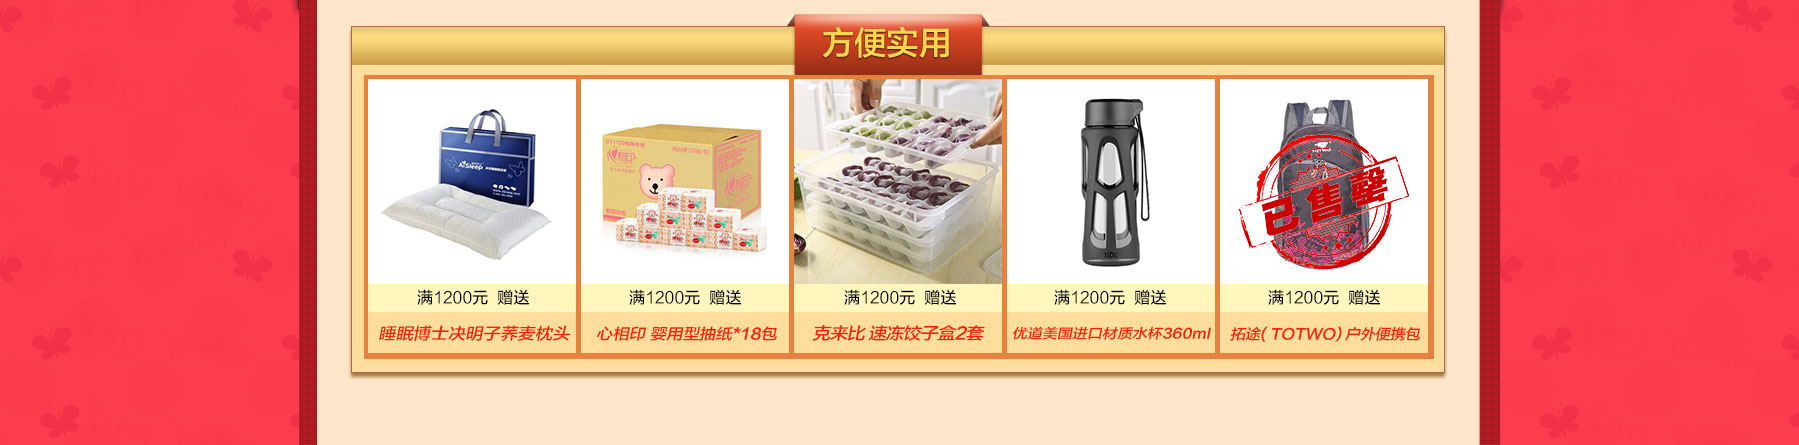 方便实用
AiSleep
心相印
已售罄
满1200元 赠送
满1200元 赠送
满1200元 赠送
满1200元 赠送
满1200元 赠送
睡眠博士决明子荞麦枕头
心相印 婴用型抽纸*18包
克来比 速冻饺子盒2套
优道美国进口材质水杯360ml
拓途( TOTWO) 户外便携包